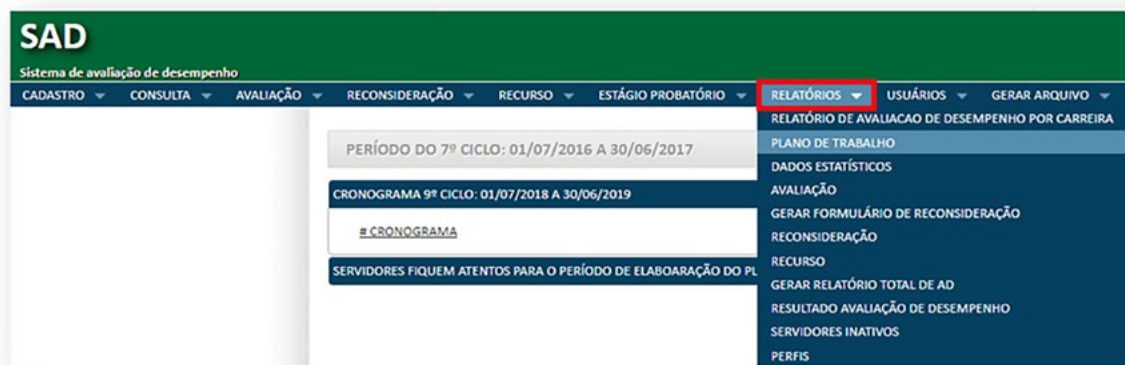 SAD
Sistema de avaliação de desempenho
CADASTRO CONSULTA AVALIAÇÃO RECONSIDERAÇÃO RECURSO ESTÁGIO PROBATÓRIO RELATÓRIOS USUÁRIOS GERAR ARQUIVO
RELATÓRIO DE AVALIACAO DE DESEMPENHO POR CARREIRA
PLANO DE TRABALHO
DADOS ESTATÍSTICOS
AVALIAÇÃO
GERAR FORMULÁRIO DE RECONSIDERAÇÃO
RECONSIDERAÇÃO
RECURSO
GERAR RELATÓRIO TOTAL DE AD
RESULTADO AVALIAÇÃO DE DESEMPENHO
SERVIDORES INATIVOS
PERFIS
PERÍODO DO 7º CICLO: 01/07/2016 A 30/06/2017
CRONOGRAMA 9º CICLO: 01/07/2018 A 30/06/2019
# CRONOGRAMA
SERVIDORES FIQUEM ATENTOS PARA O PERÍODO DE ELABOARAÇÃO DO PL